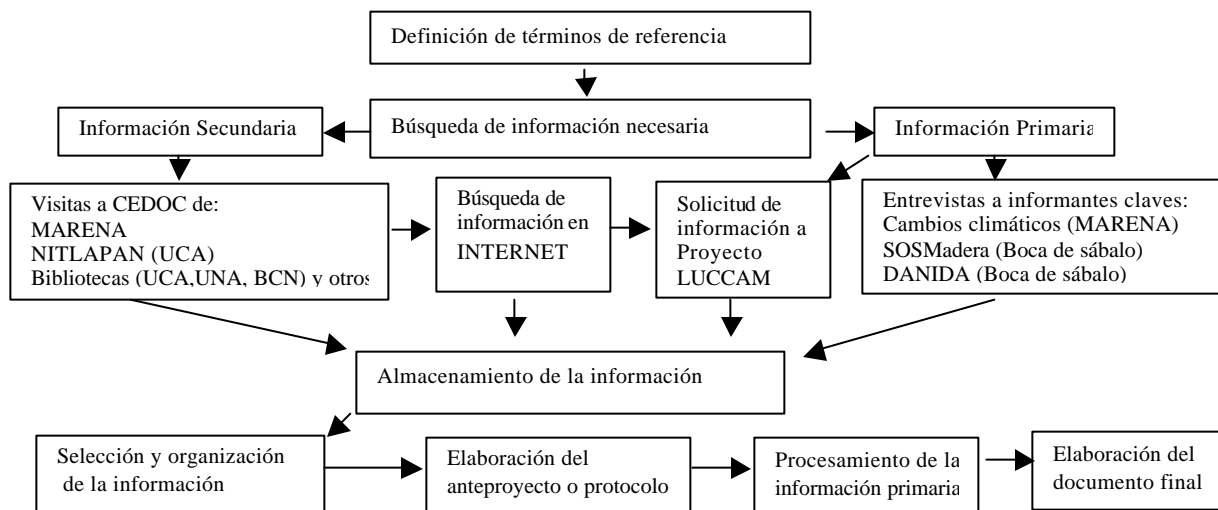 Definición de términos de referencia
Información Secundaria
Búsqueda de información necesaria
Información Primaria
Visitas a CEDOC de:
MARENA
NITLAPAN (UCA)
Bibliotecas (UCA,UNA, BCN) y otros
Búsqueda de
información en
INTERNET
Solicitud de
información a
Proyecto
LUCCAM
Entrevistas a informantes claves:
Cambios climáticos (MARENA)
SOSMadera (Boca de sábalo)
DANIDA (Boca de sábalo)
Almacenamiento de la información
Selección y organización
de la información
Elaboración del
anteproyecto o protocolo
Procesamiento de la
información primaria
Elaboración del
documento final